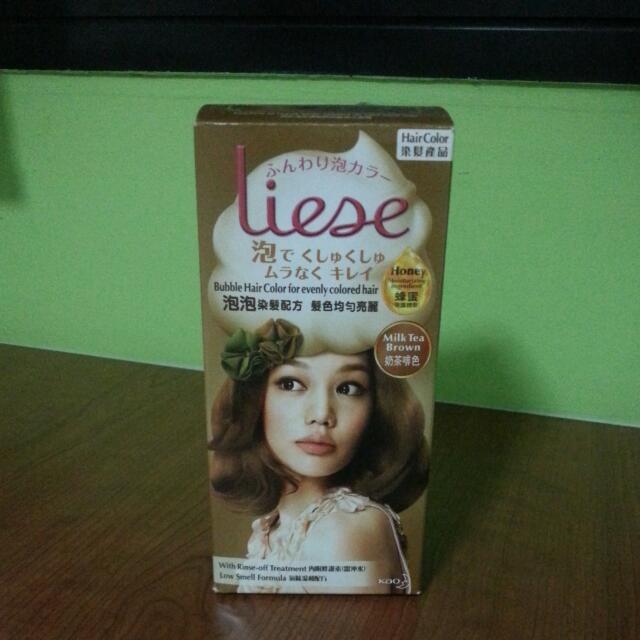 HairColor
染髮產品
ふんわり泡カラー
liese
泡で くしゅくしゅ
ムラなく キレイ
Honey
Moisturizing
Ingredient
蜂蜜
Bubble Hair Color for evenly colored hair
泡泡染髮配方 髮色均勻亮麗
Milk Tea
Brown
奶茶啡色
With Rinse-off Treatment
Low Smell Formula
Kao